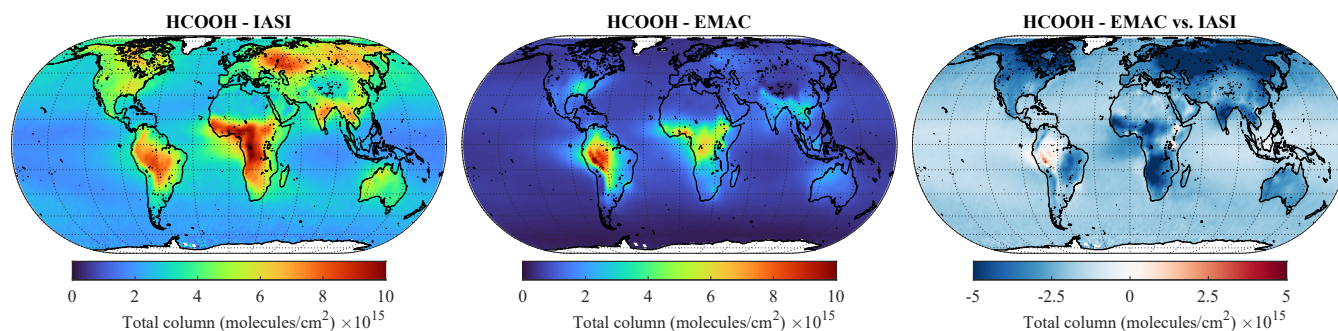 HCOOH - IASI
HCOOH - EMAC
HCOOH - EMAC vs. IASI
0 2 4 6 8 10
Total column (molecules/cm²) ×10¹⁵
0 2 4 6 8 10
Total column (molecules/cm²) ×10¹⁵
-5 -2.5 0 2.5 5
Total column (molecules/cm²) ×10¹⁵